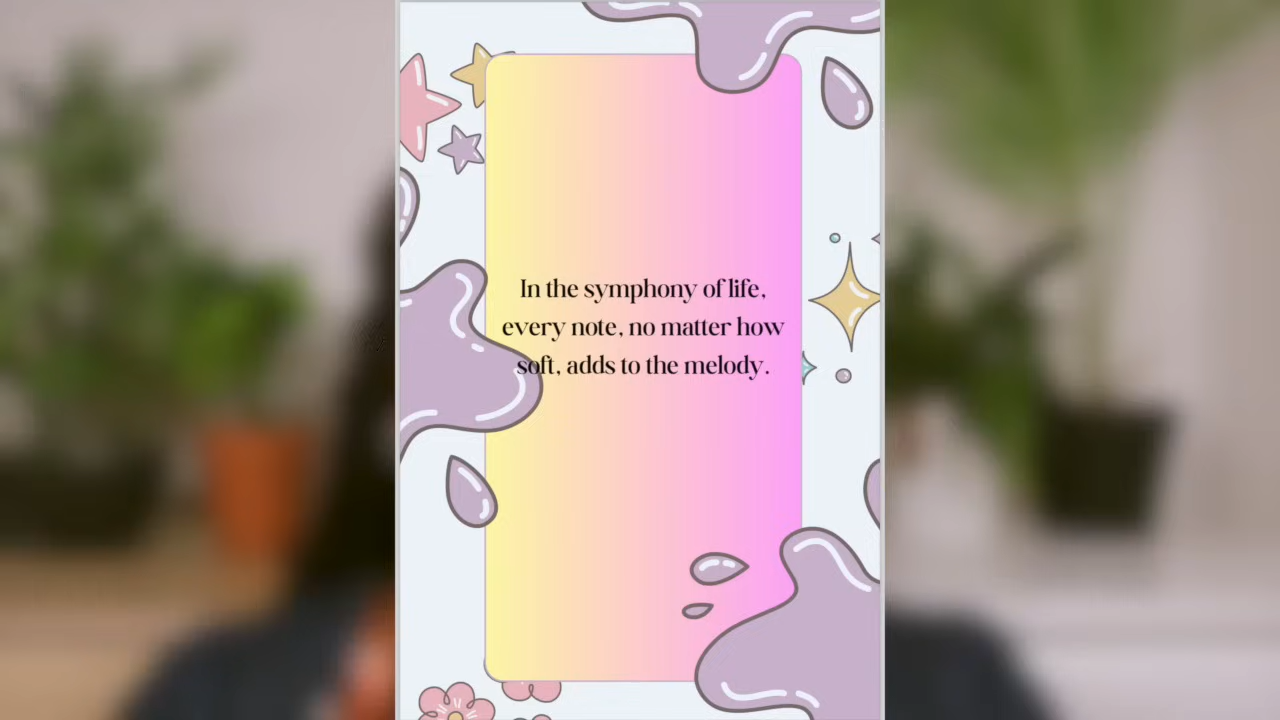 In the symphony of life,
every note, no matter how
soft, adds to the melody.